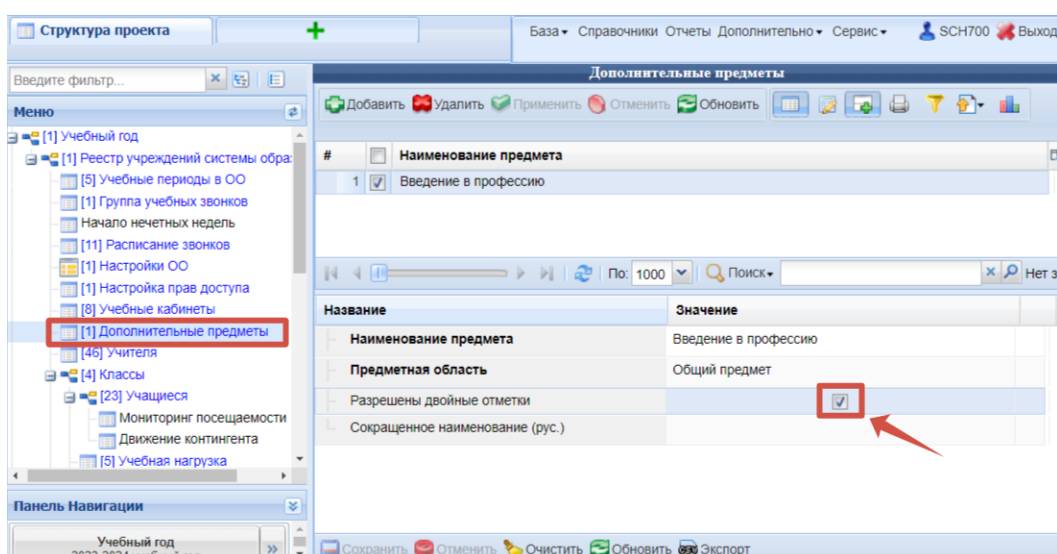 Структура проекта
База Справочники Отчеты Дополнительно Сервис SCH700 Выход
Введите фильтр...
Дополнительные предметы
Меню
Добавить Удалить Применить Отменить Обновить
[1] Учебный год
[1] Реестр учреждений системы обра
[5] Учебные периоды в ОО
[1] Группа учебных звонков
Начало нечетных недель
[11] Расписание звонков
[1] Настройки ОО
[1] Настройка прав доступа
[8] Учебные кабинеты
[1] Дополнительные предметы
[46] Учителя
[4] Классы
[23] Учащиеся
Мониторинг посещаемости
Движение контингента
[5] Учебная нагрузка
Панель Навигации
Учебный год
# Наименование предмета
1 Введение в профессию
По: 1000 Поиск Нет з
Название Значение
Наименование предмета Введение в профессию
Предметная область Общий предмет
Разрешены двойные отметки
Сокращенное наименование (рус.)
Сохранить Отменить Очистить Обновить Экспорт